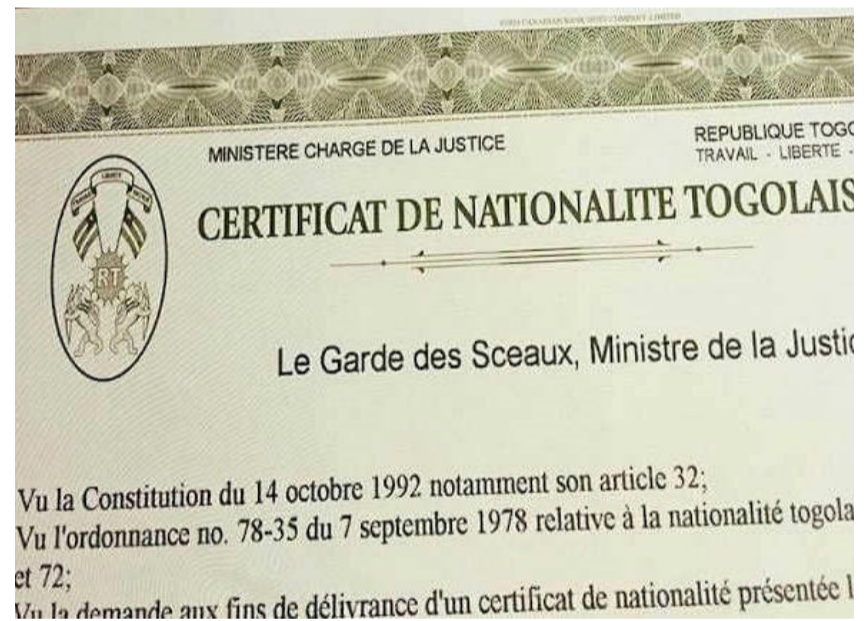 MINISTERE CHARGE DE LA JUSTICE
REPUBLIQUE TOGO
TRAVAIL - LIBERTE -
CERTIFICAT DE NATIONALITE TOGOLAIS
RT
Le Garde des Sceaux, Ministre de la Justic
Vu la Constitution du 14 octobre 1992 notamment son article 32;
Vu l'ordonnance no. 78-35 du 7 septembre 1978 relative à la nationalité togola
et 72;
Vu la demande aux fins de délivrance d'un certificat de nationalité présentée l